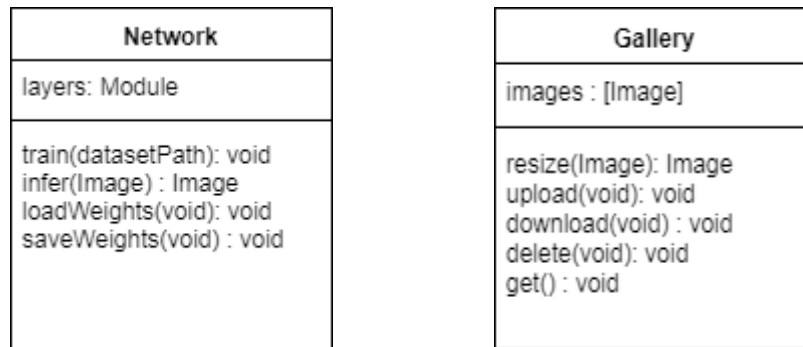 Network
layers: Module
train(datasetPath): void
infer(Image) : Image
loadWeights(void): void
saveWeights(void) : void
Gallery
images : [Image]
resize(Image): Image
upload(void): void
download(void) : void
delete(void): void
get() : void